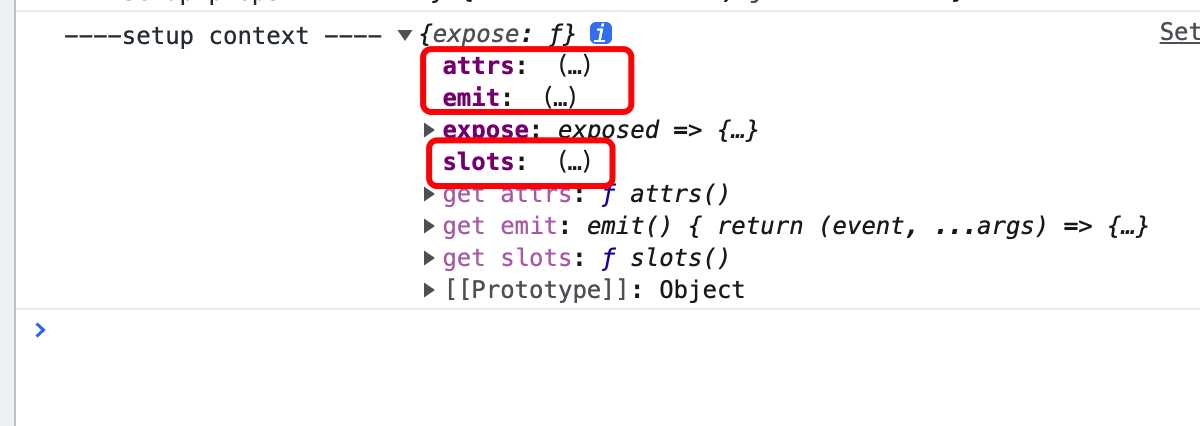 ----setup context ---- ▼{expose: ƒ} i
Set
attrs: (…)
emit: (…)
▶expose: exposed => {…}
slots: (…)
▶get attrs: ƒ attrs()
▶get emit: emit() { return (event, ...args) => {…}
▶get slots: ƒ slots()
▶[[Prototype]]: Object
>